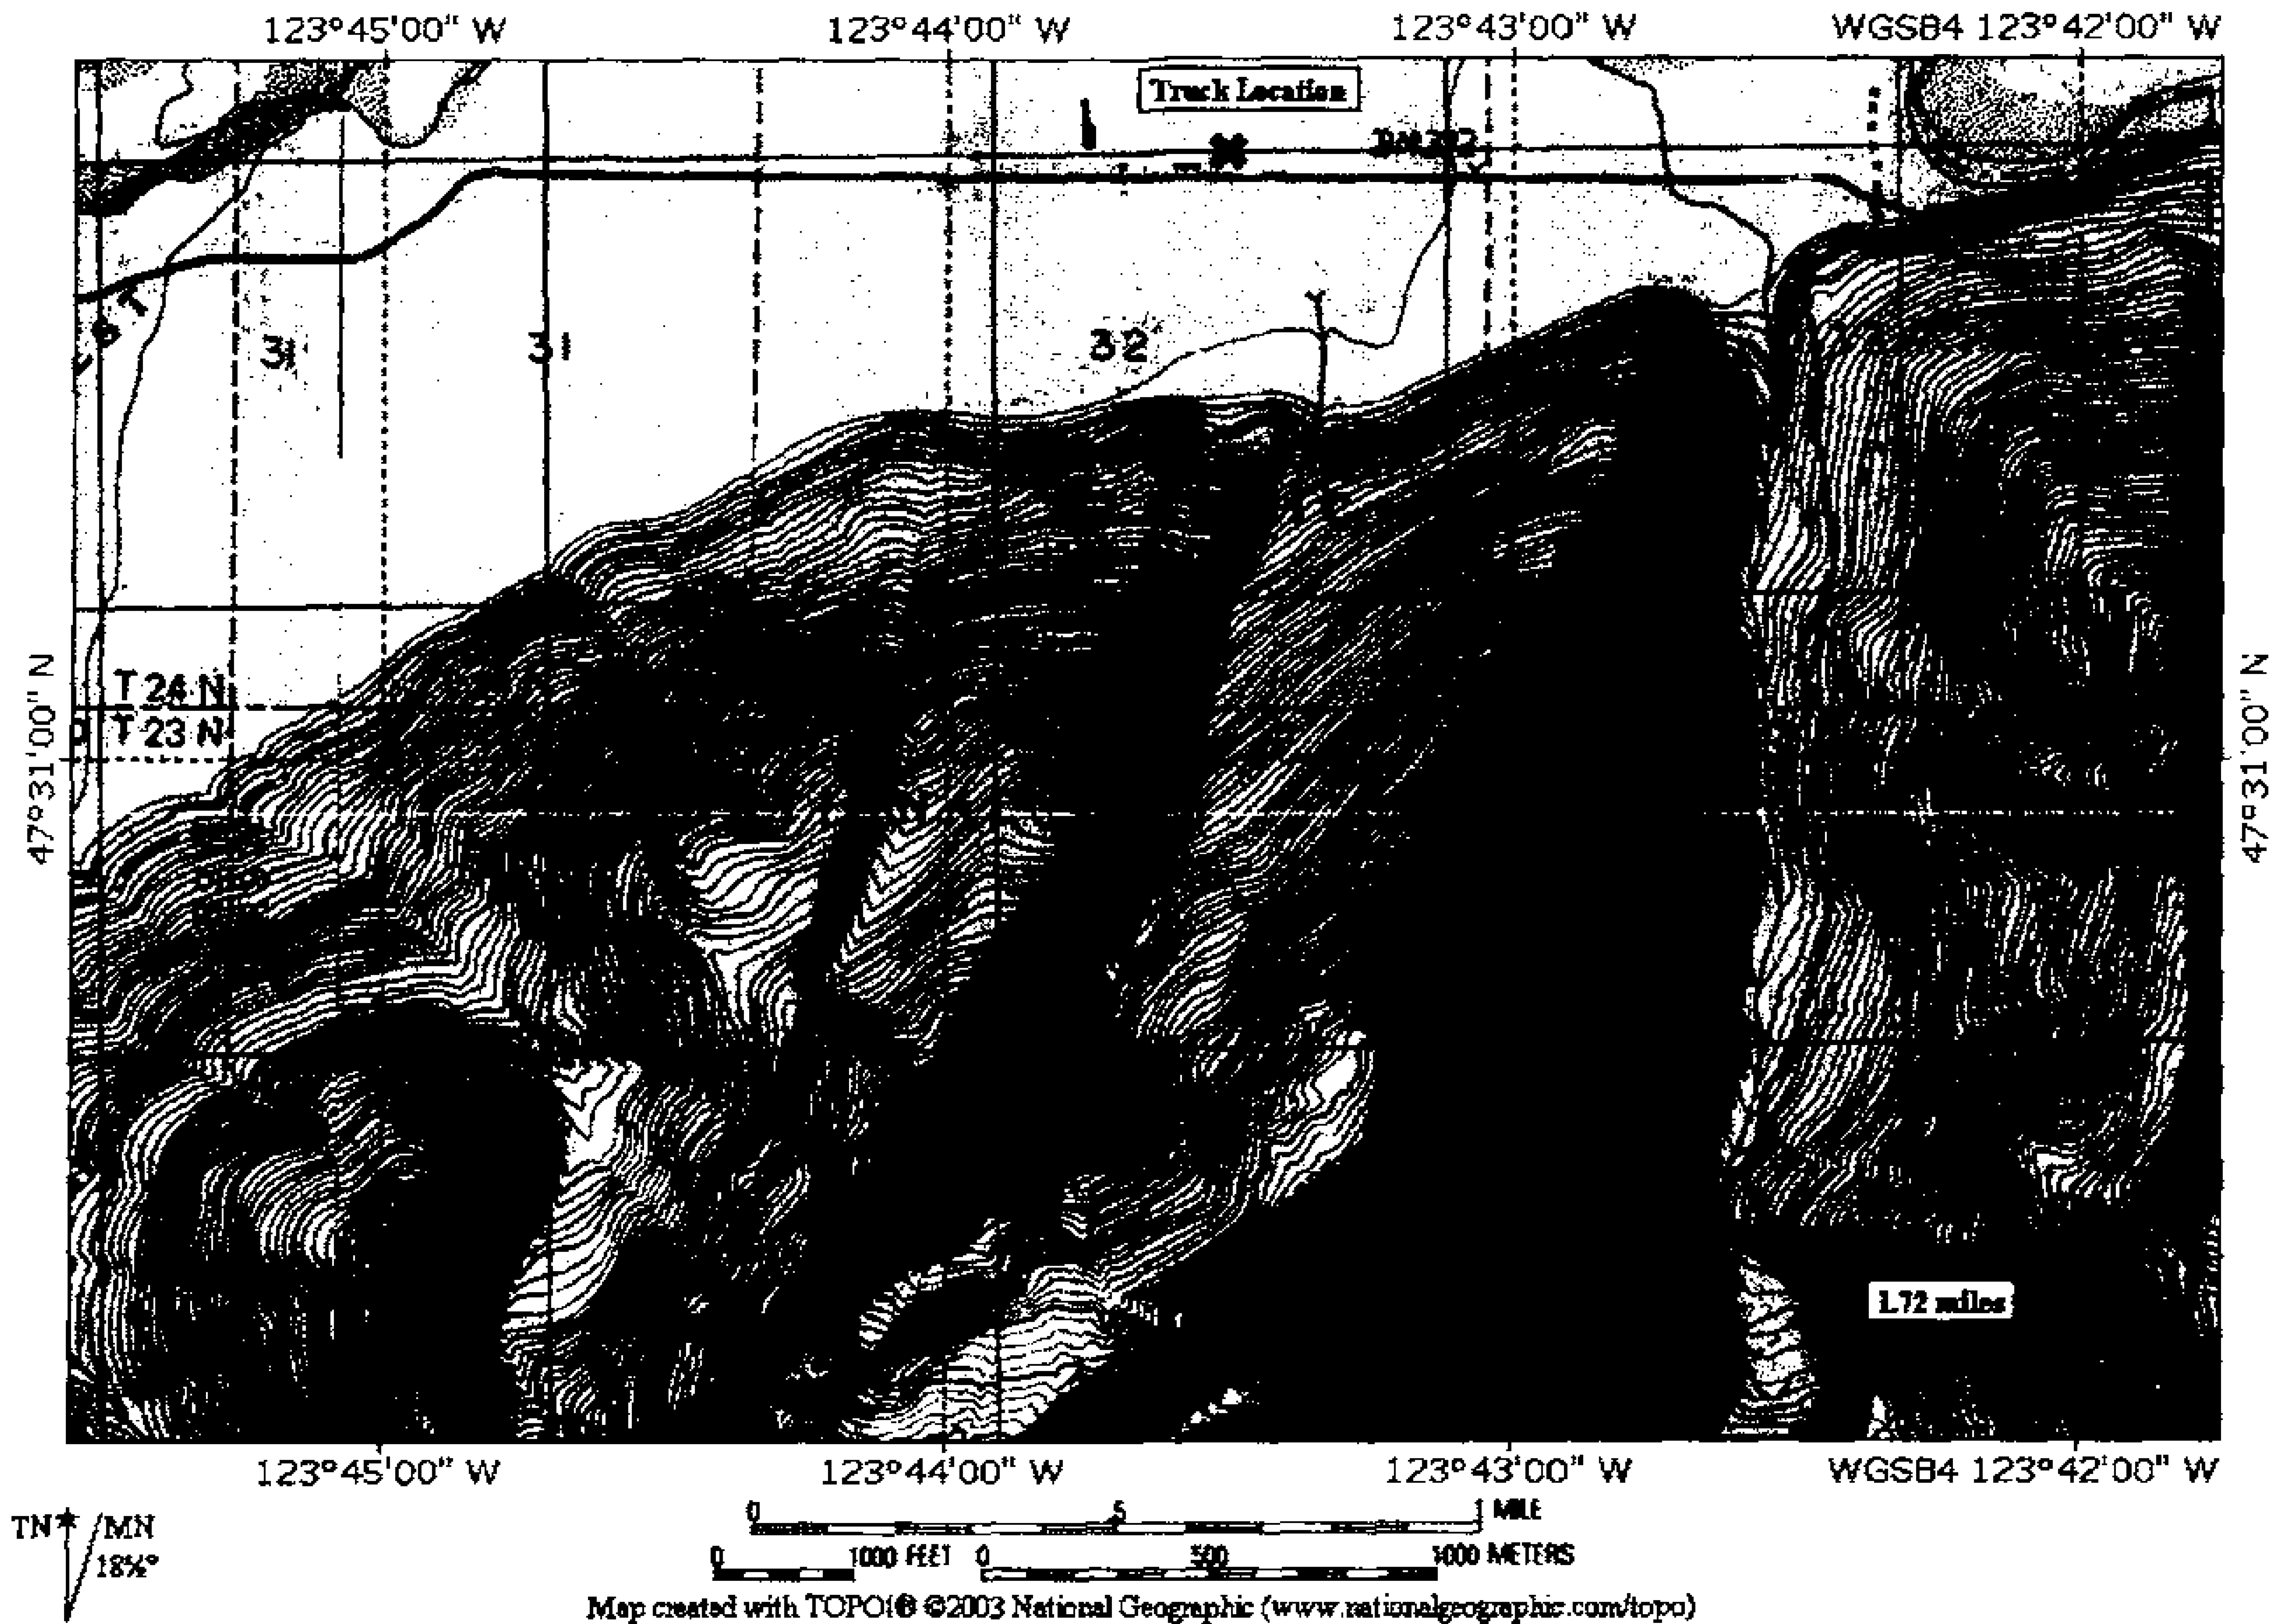 123°45'00" W 123°44'00" W 123°43'00" W WGS84 123°42'00" W
Truck Location
31 31 32
T 24 N
T 23 N
47°31'00" N
47°31'00" N
1.72 miles
123°45'00" W 123°44'00" W 123°43'00" W WGS84 123°42'00" W
TN MN
18½°
0 .5 1 MILE
0 1000 FEET 0 500 1000 METERS
Map created with TOPO!® ©2003 National Geographic (www.nationalgeographic.com/topo)